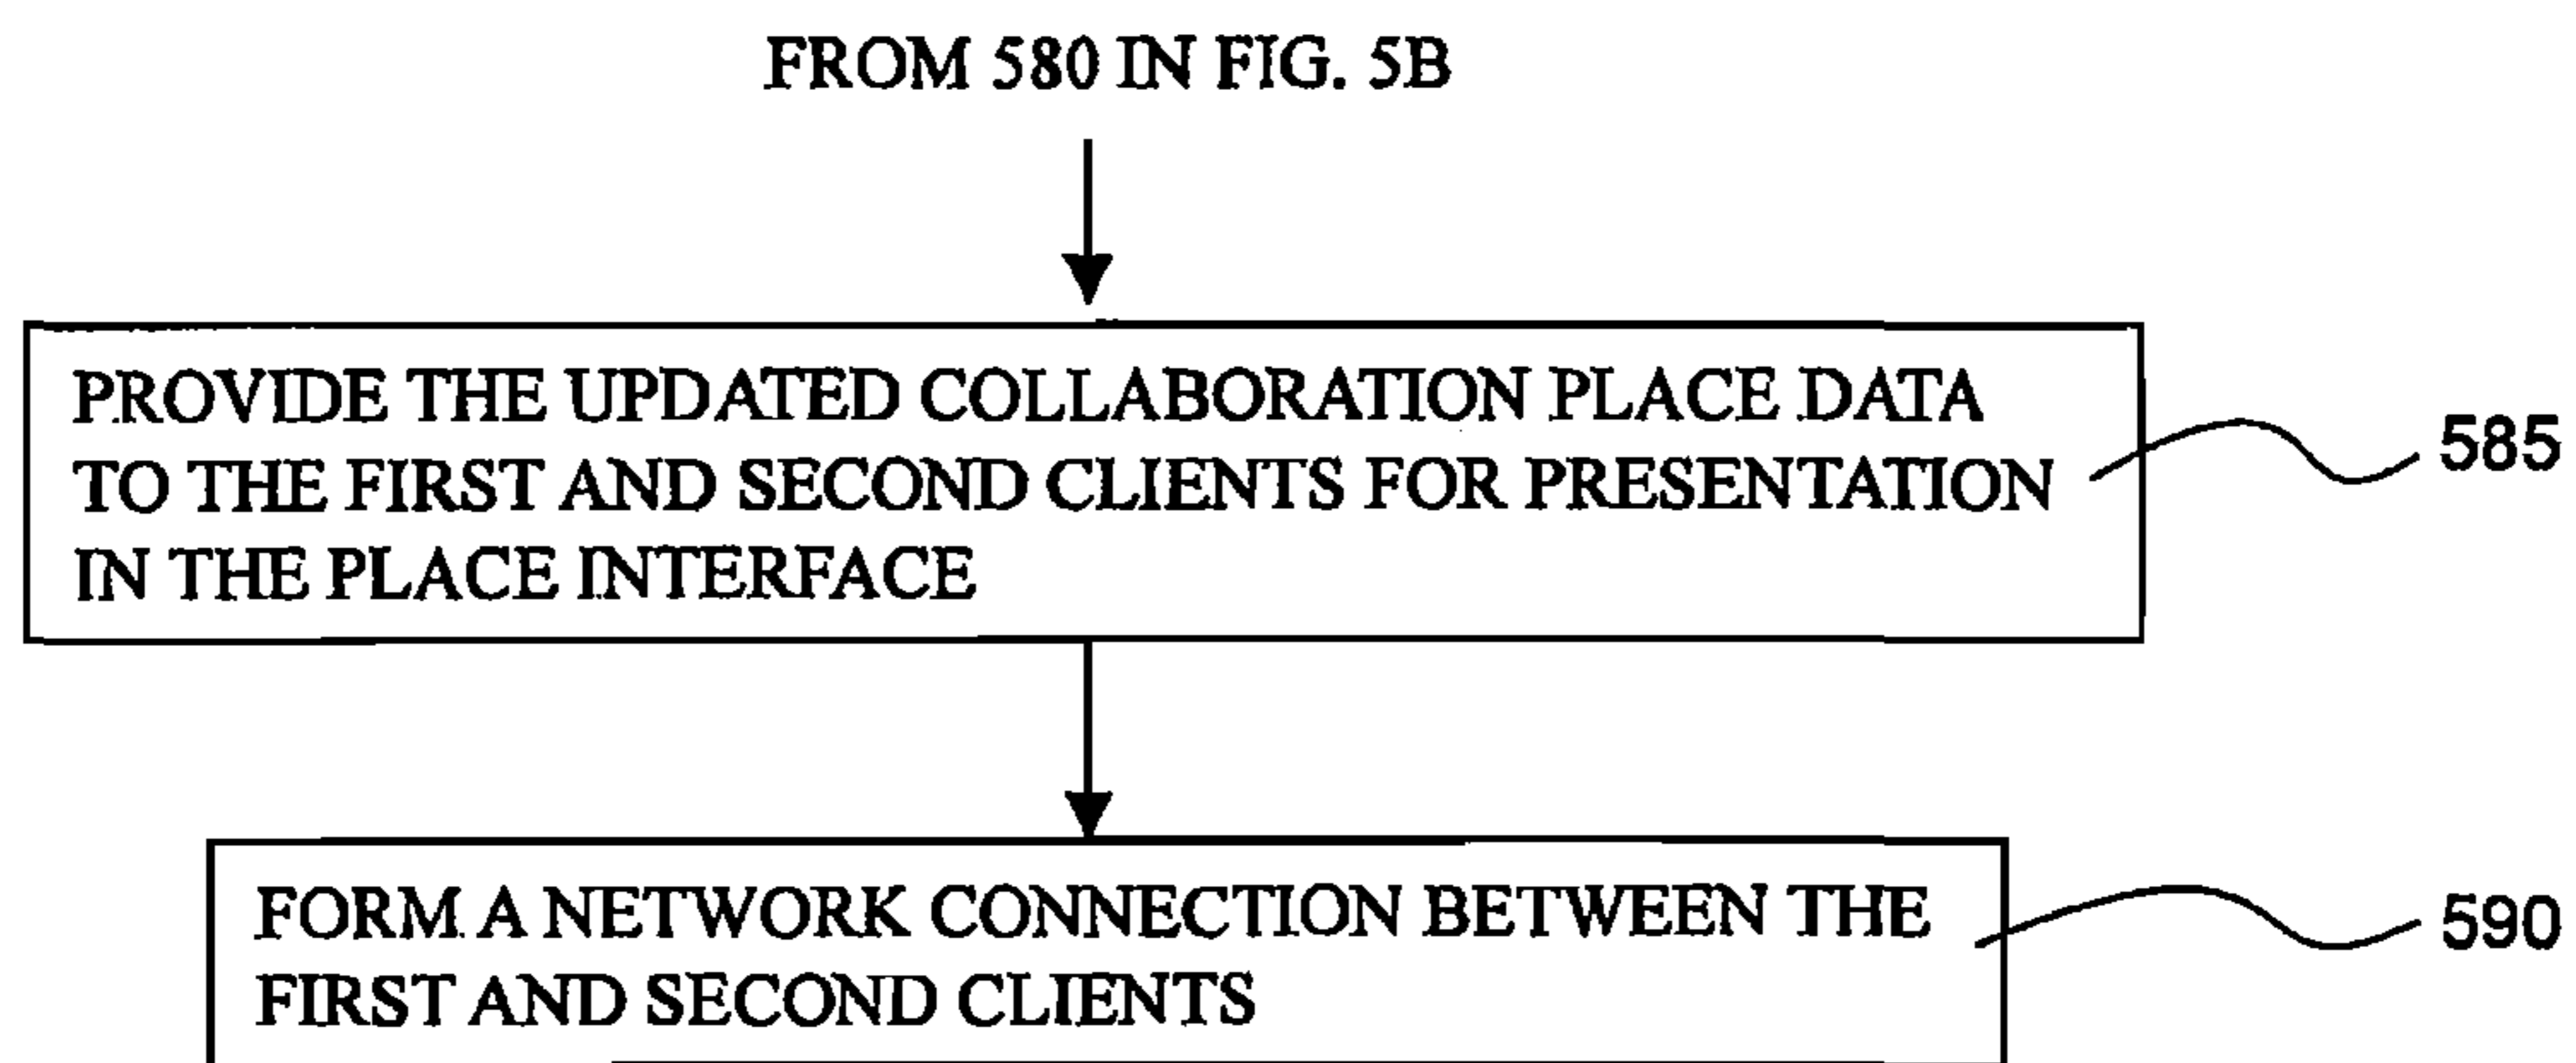 FROM 580 IN FIG. 5B
PROVIDE THE UPDATED COLLABORATION PLACE DATA
TO THE FIRST AND SECOND CLIENTS FOR PRESENTATION
IN THE PLACE INTERFACE
585
FORM A NETWORK CONNECTION BETWEEN THE
FIRST AND SECOND CLIENTS
590